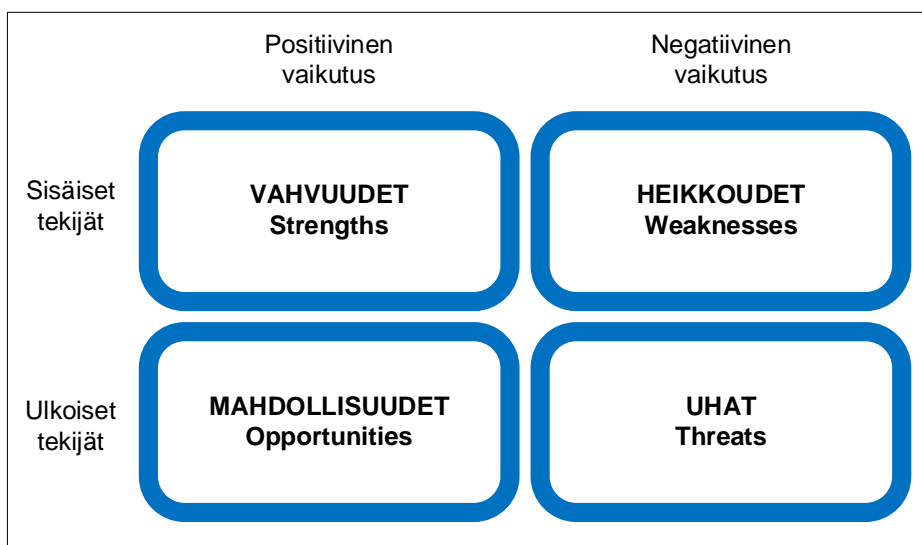 Positiivinen
vaikutus
Negatiivinen
vaikutus
Sisäiset
tekijät
VAHVUUDET
Strengths
HEIKKOUDET
Weaknesses
Ulkoiset
tekijät
MAHDOLLISUUDET
Opportunities
UHAT
Threats